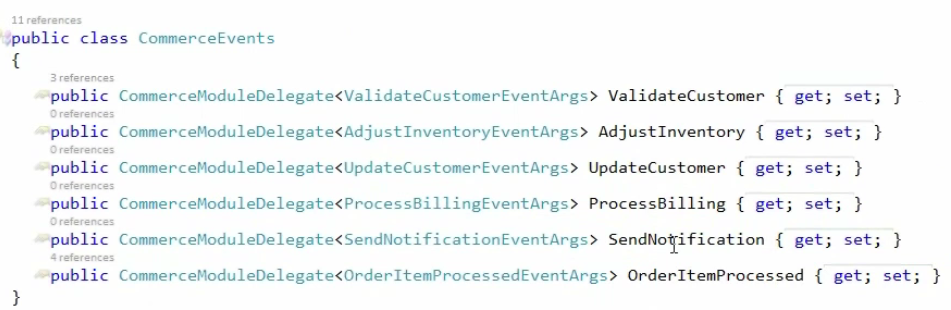 11 references
public class CommerceEvents
{
3 references
public CommerceModuleDelegate<ValidateCustomerEventArgs> ValidateCustomer { get; set; }
0 references
public CommerceModuleDelegate<AdjustInventoryEventArgs> AdjustInventory { get; set; }
0 references
public CommerceModuleDelegate<UpdateCustomerEventArgs> UpdateCustomer { get; set; }
0 references
public CommerceModuleDelegate<ProcessBillingEventArgs> ProcessBilling { get; set; }
0 references
public CommerceModuleDelegate<SendNotificationEventArgs> SendNotification { get; set; }
4 references
public CommerceModuleDelegate<OrderItemProcessedEventArgs> OrderItemProcessed { get; set; }
}